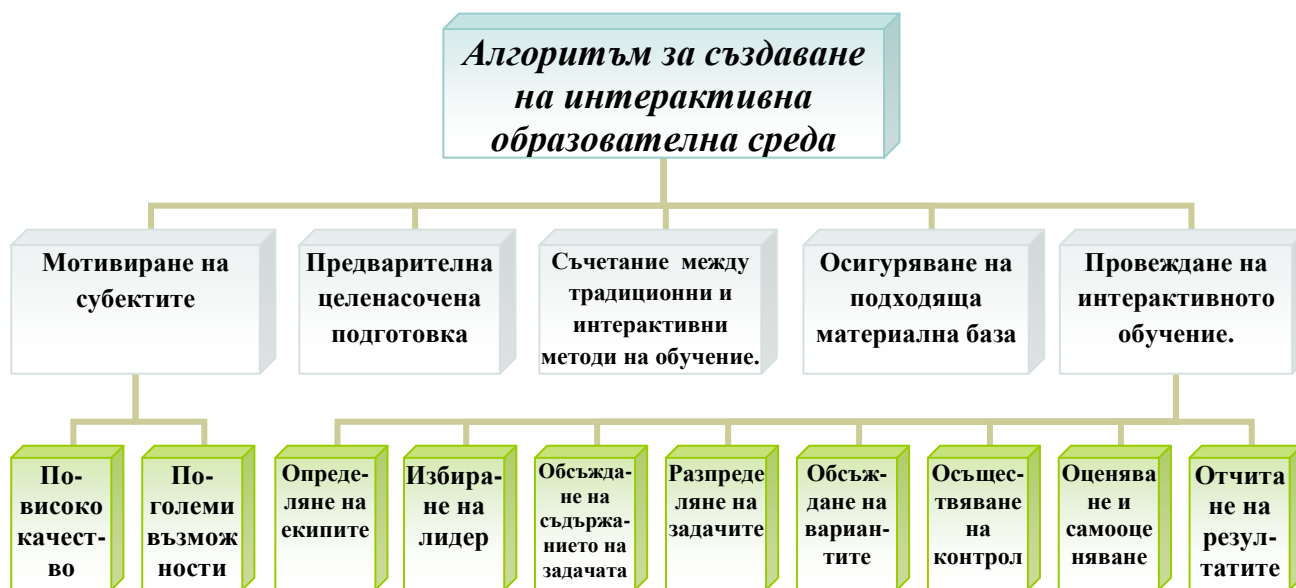 Алгоритъм за създаване
на интерактивна
образователна среда
Мотивиране на
субектите
Предварителна
целенасочена
подготовка
Съчетание между
традиционни и
интерактивни
методи на обучение.
Осигуряване на
подходяща
материална база
Провеждане на
интерактивното
обучение.
По-
високо
качест-
во
По-
големи
възмож
ности
Опреде-
ляне на
екипите
Избира-
не на
лидер
Обсъжда-
не на
съдържа-
нието на
задачата
Разпреде
ляне на
задачите
Обсъж-
дане на
вариан-
тите
Осъщес-
твяване
на
контрол
Оценява
не и
самооце
няване
Отчита
не на
резул-
татите